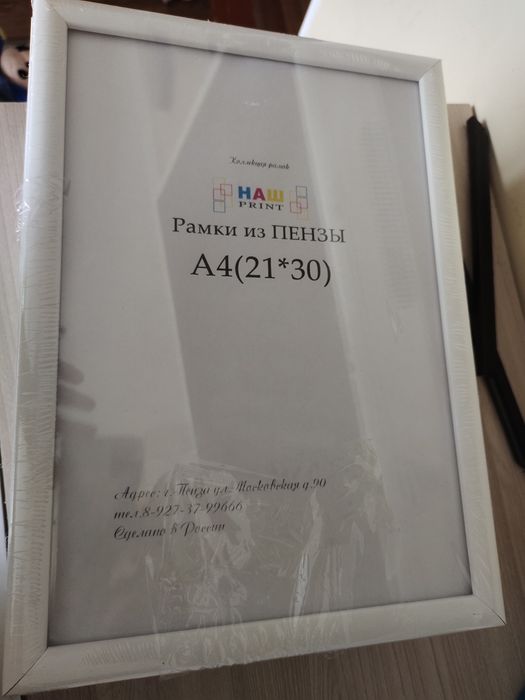 Коллекция рамок
НАШ
PRINT
Рамки из ПЕНЗЫ
А4(21*30)
Адрес: г.Пенза ул.Московская д.90
тел.8-927-37-99666
Сделано в России